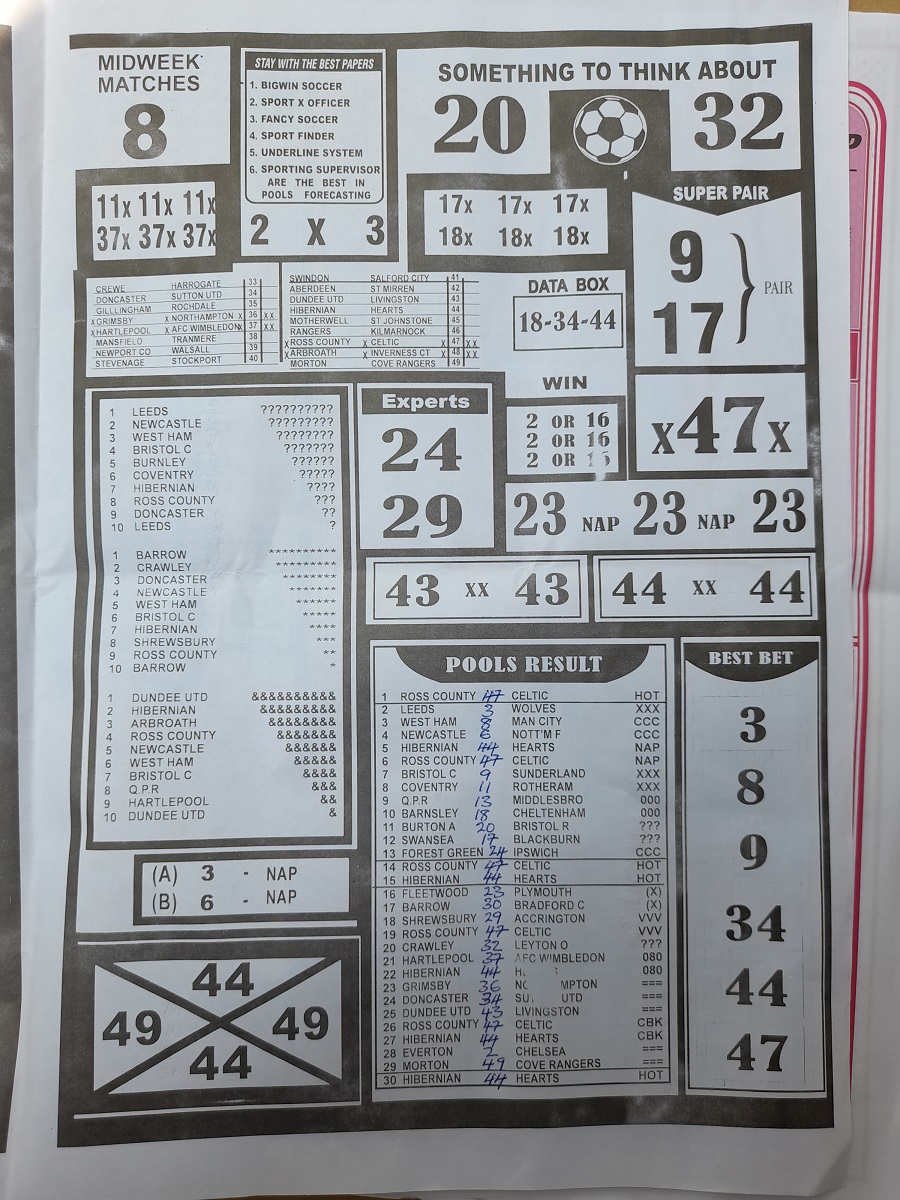 MIDWEEK
MATCHES
8
STAY WITH THE BEST PAPERS
1. BIGWIN SOCCER
2. SPORT X OFFICER
3. FANCY SOCCER
4. SPORT FINDER
5. UNDERLINE SYSTEM
6. SPORTING SUPERVISOR
ARE THE BEST IN
POOLS FORECASTING
2 X 3
SOMETHING TO THINK ABOUT
20 32
11x 11x 11x
37x 37x 37x
17x 17x 17x
18x 18x 18x
SUPER PAIR
9
17
PAIR
CREWE HARROGATE 33
DONCASTER SUTTON UTD 34
GILLLINGHAM ROCHDALE 35
XGRIMSBY X NORTHAMPTON X 36 XX
XHARTLEPOOL X AFC WIMBLEDONX 37 XX
MANSFIELD TRANMERE 38
NEWPORT CO WALSALL 39
STEVENAGE STOCKPORT 40
SWINDON SALFORD CITY 41
ABERDEEN ST MIRREN 42
DUNDEE UTD LIVINGSTON 43
HIBERNIAN HEARTS 44
MOTHERWELL ST JOHNSTONE 45
RANGERS KILMARNOCK 46
XROSS COUNTY X CELTIC X 47 XX
XARBROATH X INVERNESS CT X 48 XX
MORTON COVE RANGERS 49
DATA BOX
18-34-44
WIN
2 OR 16
2 OR 16
2 OR
X47X
1 LEEDS ??????????
2 NEWCASTLE ?????????
3 WEST HAM ????????
4 BRISTOL C ???????
5 BURNLEY ??????
6 COVENTRY ?????
7 HIBERNIAN ????
8 ROSS COUNTY ???
9 DONCASTER ??
10 LEEDS ?
1 BARROW **********
2 CRAWLEY *********
3 DONCASTER ********
4 NEWCASTLE *******
5 WEST HAM ******
6 BRISTOL C *****
7 HIBERNIAN ****
8 SHREWSBURY ***
9 ROSS COUNTY **
10 BARROW *
1 DUNDEE UTD &&&&&&&&&&
2 HIBERNIAN &&&&&&&&&
3 ARBROATH &&&&&&&&
4 ROSS COUNTY &&&&&&&
5 NEWCASTLE &&&&&&
6 WEST HAM &&&&&
7 BRISTOL C &&&&
8 Q.P.R &&&
9 HARTLEPOOL &&
10 DUNDEE UTD &
Experts
24
29
23 NAP 23 NAP 23
43 XX 43
44 XX 44
(A) 3 - NAP
(B) 6 - NAP
44
49 49
44
POOLS RESULT
1 ROSS COUNTY 47 CELTIC HOT
2 LEEDS 3 WOLVES XXX
3 WEST HAM 8 MAN CITY CCC
4 NEWCASTLE 6 NOTT'M F CCC
5 HIBERNIAN 44 HEARTS NAP
6 ROSS COUNTY 47 CELTIC NAP
7 BRISTOL C 9 SUNDERLAND XXX
8 COVENTRY 11 ROTHERAM XXX
9 Q.P.R 13 MIDDLESBRO 000
10 BARNSLEY 18 CHELTENHAM 000
11 BURTON A 20 BRISTOL R ???
12 SWANSEA 17 BLACKBURN ???
13 FOREST GREEN 24 IPSWICH CCC
14 ROSS COUNTY 47 CELTIC HOT
15 HIBERNIAN 44 HEARTS HOT
16 FLEETWOOD 23 PLYMOUTH (X)
17 BARROW 30 BRADFORD C (X)
18 SHREWSBURY 29 ACCRINGTON VVV
19 ROSS COUNTY 47 CELTIC VVV
20 CRAWLEY 32 LEYTON O ???
21 HARTLEPOOL 37 AFC WIMBLEDON 080
22 HIBERNIAN 44 080
23 GRIMSBY 36 ===
24 DONCASTER 34 UTD ===
25 DUNDEE UTD 43 LIVINGSTON ===
26 ROSS COUNTY 47 CELTIC CBK
27 HIBERNIAN 44 HEARTS CBK
28 EVERTON 2 CHELSEA ===
29 MORTON 49 COVE RANGERS ===
30 HIBERNIAN 44 HEARTS HOT
BEST BET
3
8
9
34
44
47